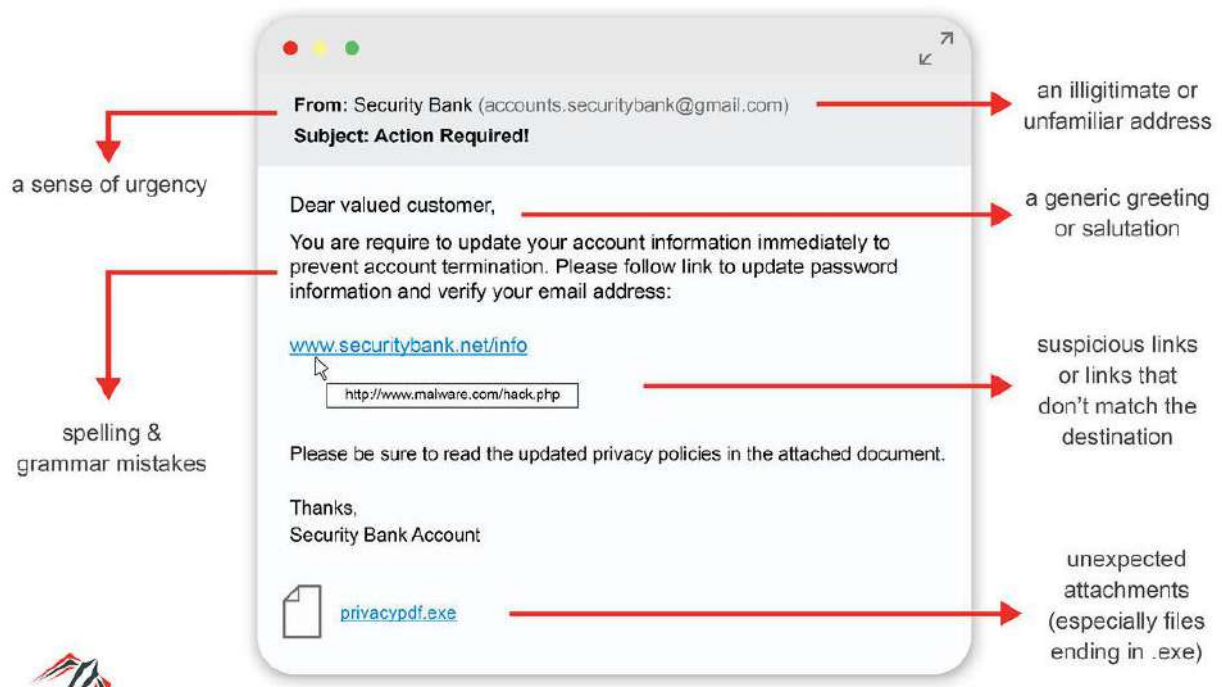 From: Security Bank (accounts.securitybank@gmail.com)
Subject: Action Required!
an illigitimate or
unfamiliar address
a sense of urgency
Dear valued customer,
a generic greeting
or salutation
You are require to update your account information immediately to
prevent account termination. Please follow link to update password
information and verify your email address:
www.securitybank.net/info
http://www.malware.com/hack.php
suspicious links
or links that
don't match the
destination
spelling &
grammar mistakes
Please be sure to read the updated privacy policies in the attached document.
Thanks,
Security Bank Account
privacypdf.exe
unexpected
attachments
(especially files
ending in .exe)